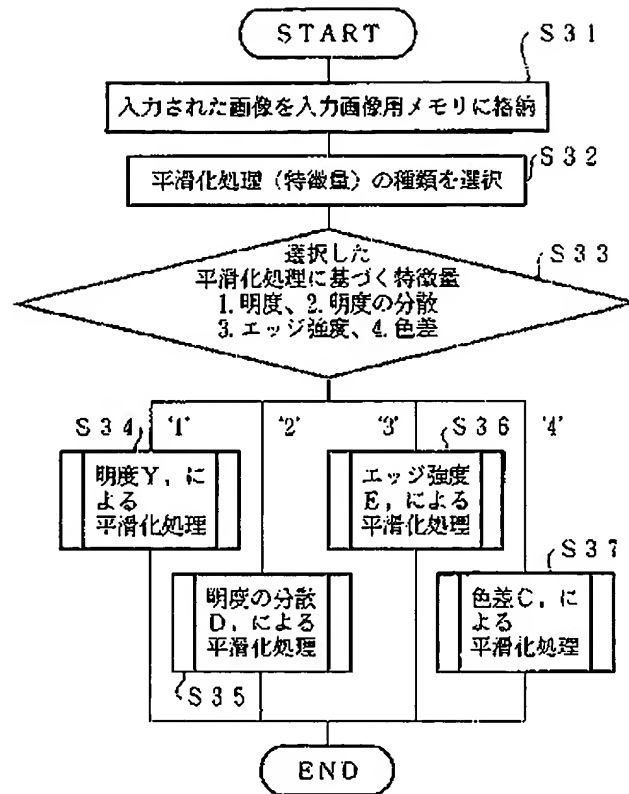 START
S31
入力された画像を入力画像用メモリに格納
S32
平滑化処理（特徴量）の種類を選択
S33
選択した
平滑化処理に基づく特徴量
1.明度、2.明度の分散
3.エッジ強度、4.色差
S34 '1' '2' '3' S36 '4'
明度Y, に
よる
平滑化処理
エッジ強度
E, による
平滑化処理
S37
明度の分散
D, による
平滑化処理
色差C, に
よる
平滑化処理
S35
END